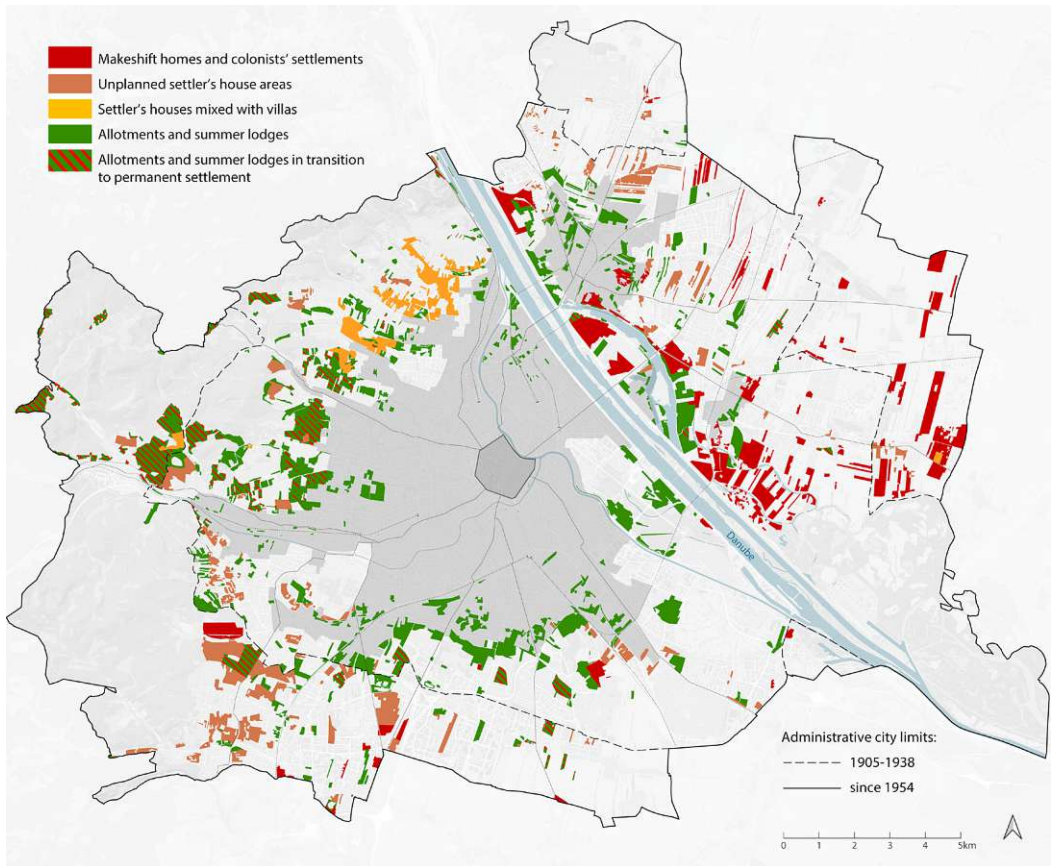 Makeshift homes and colonists' settlements
Unplanned settler's house areas
Settler's houses mixed with villas
Allotments and summer lodges
Allotments and summer lodges in transition
to permanent settlement
Danube
Administrative city limits:
1905-1938
since 1954
0 1 2 3 4 5km